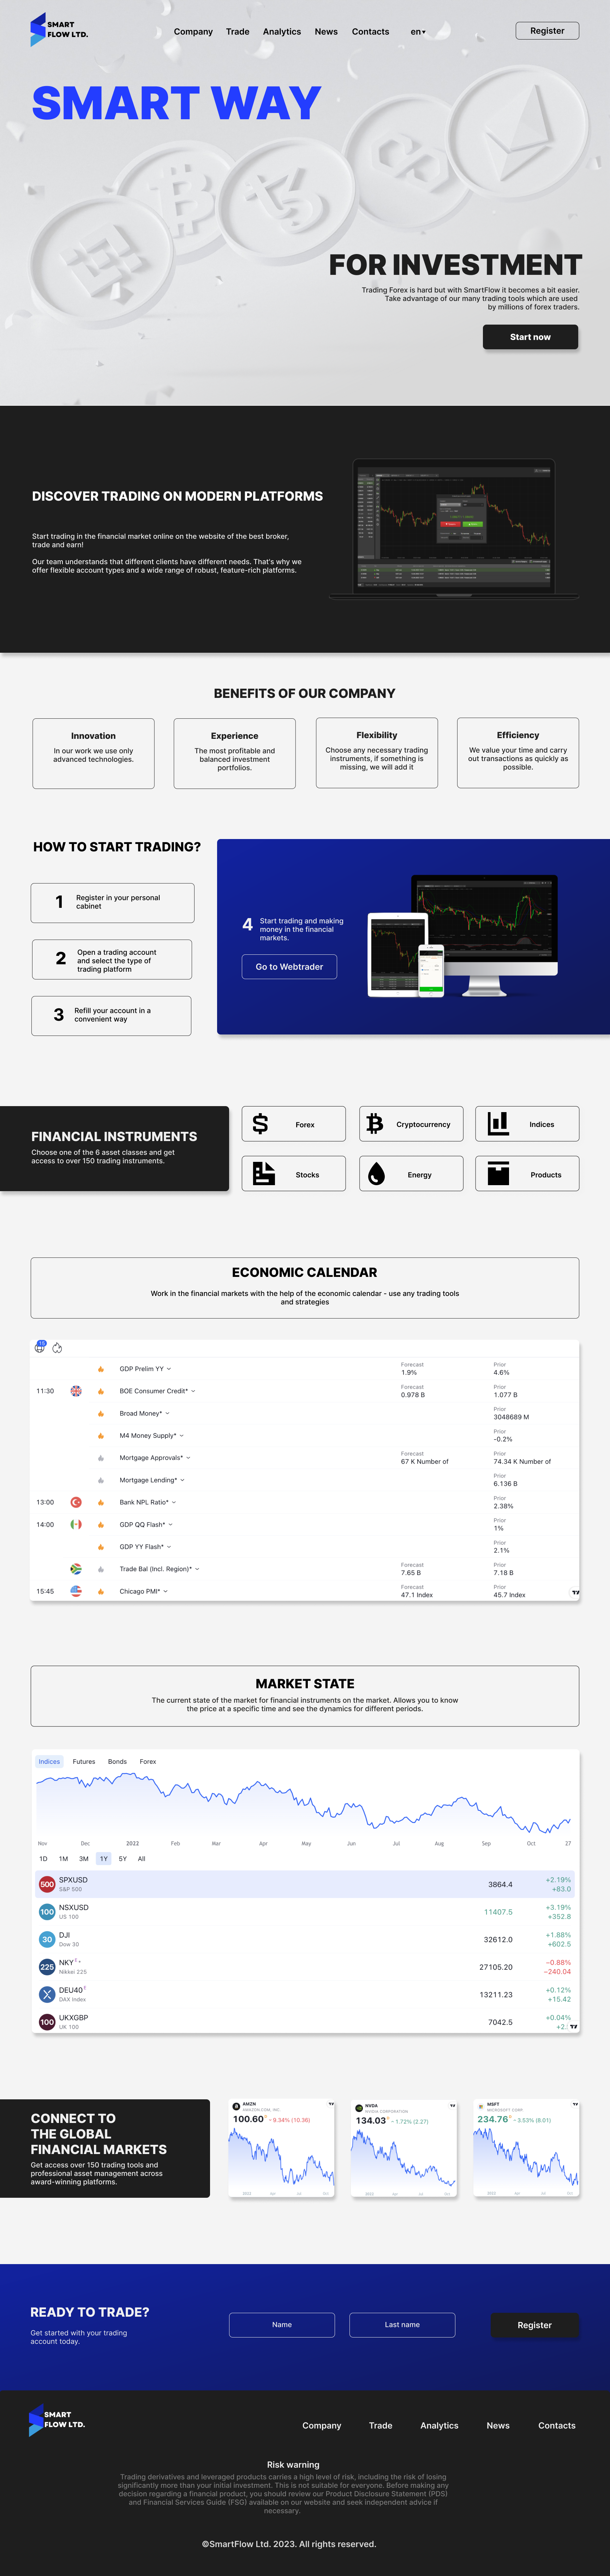 SMART
FLOW LTD.
Company Trade Analytics News Contacts en
Register
SMART WAY
FOR INVESTMENT
Trading Forex is hard but with SmartFlow it becomes a bit easier.
Take advantage of our many trading tools which are used
by millions of forex traders.
Start now
DISCOVER TRADING ON MODERN PLATFORMS
Start trading in the financial market online on the website of the best broker,
trade and earn!
Our team understands that different clients have different needs. That's why we
offer flexible account types and a wide range of robust, feature-rich platforms.
BENEFITS OF OUR COMPANY
Innovation
In our work we use only
advanced technologies.
Experience
The most profitable and
balanced investment
portfolios.
Flexibility
Choose any necessary trading
instruments, if something is
missing, we will add it
Efficiency
We value your time and carry
out transactions as quickly as
possible.
HOW TO START TRADING?
1 Register in your personal
cabinet
2 Open a trading account
and select the type of
trading platform
3 Refill your account in a
convenient way
4 Start trading and making
money in the financial
markets.
Go to Webtrader
FINANCIAL INSTRUMENTS
Choose one of the 6 asset classes and get
access to over 150 trading instruments.
Forex
Cryptocurrency
Indices
Stocks
Energy
Products
ECONOMIC CALENDAR
Work in the financial markets with the help of the economic calendar - use any trading tools
and strategies
GDP Prelim YY Forecast 1.9% Prior 4.6%
11:30 BOE Consumer Credit* Forecast 0.978 B Prior 1.077 B
Broad Money* Prior 3048689 M
M4 Money Supply* Prior -0.2%
Mortgage Approvals* Forecast 67 K Number of Prior 74.34 K Number of
Mortgage Lending* Prior 6.136 B
13:00 Bank NPL Ratio* Prior 2.38%
14:00 GDP QQ Flash* Prior 1%
GDP YY Flash* Prior 2.1%
Trade Bal (Incl. Region)* Forecast 7.65 B Prior 7.18 B
15:45 Chicago PMI* Forecast 47.1 Index Prior 45.7 Index
MARKET STATE
The current state of the market for financial instruments on the market. Allows you to know
the price at a specific time and see the dynamics for different periods.
Indices Futures Bonds Forex
Nov Dec 2022 Feb Mar Apr May Jun Jul Aug Sep Oct 27
1D 1M 3M 1Y 5Y All
500 SPXUSD 3864.4 +2.19%
S&P 500 +83.0
100 NSXUSD 11407.5 +3.19%
US 100 +352.8
30 DJI 32612.0 +1.88%
Dow 30 +602.5
225 NKY 27105.20 −0.88%
Nikkei 225 −240.04
DEU40 13211.23 +0.12%
DAX Index +15.42
100 UKXGBP 7042.5 +0.04%
UK 100 +2
CONNECT TO
THE GLOBAL
FINANCIAL MARKETS
Get access over 150 trading tools and
professional asset management across
award-winning platforms.
AMZN
AMAZON.COM, INC
100.60 − 9.34% (10.36)
2022 Apr Jul Oct
NVDA
NVIDIA CORPORATION
134.03 − 1.72% (2.27)
2022 Apr Jul Oct
MSFT
MICROSOFT CORP.
234.76 − 3.53% (8.01)
2022 Apr Jul Oct
READY TO TRADE?
Get started with your trading
account today.
Name
Last name
Register
SMART
FLOW LTD.
Company Trade Analytics News Contacts
Risk warning
Trading derivatives and leveraged products carries a high level of risk, including the risk of losing
significantly more than your initial investment. This is not suitable for everyone. Before making any
decision regarding a financial product, you should review our Product Disclosure Statement (PDS)
and Financial Services Guide (FSG) available on our website and seek independent advice if
necessary.
©SmartFlow Ltd. 2023. All rights reserved.